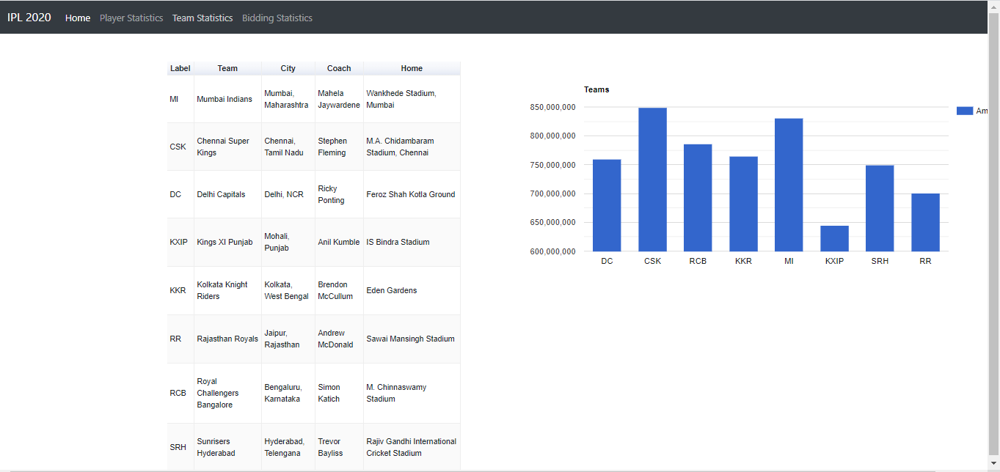 IPL 2020 Home Player Statistics Team Statistics Bidding Statistics
Label Team City Coach Home
MI Mumbai Indians Mumbai, Maharashtra Mahela Jaywardene Wankhede Stadium, Mumbai
CSK Chennai Super Kings Chennai, Tamil Nadu Stephen Fleming M.A. Chidambaram Stadium, Chennai
DC Delhi Capitals Delhi, NCR Ricky Ponting Feroz Shah Kotla Ground
KXIP Kings XI Punjab Mohali, Punjab Anil Kumble IS Bindra Stadium
KKR Kolkata Knight Riders Kolkata, West Bengal Brendon McCullum Eden Gardens
RR Rajasthan Royals Jaipur, Rajasthan Andrew McDonald Sawai Mansingh Stadium
RCB Royal Challengers Bangalore Bengaluru, Karnataka Simon Katich M. Chinnaswamy Stadium
SRH Sunrisers Hyderabad Hyderabad, Telengana Trevor Bayliss Rajiv Gandhi International Cricket Stadium
Teams
850,000,000
800,000,000
750,000,000
700,000,000
650,000,000
600,000,000
DC CSK RCB KKR MI KXIP SRH RR
Am